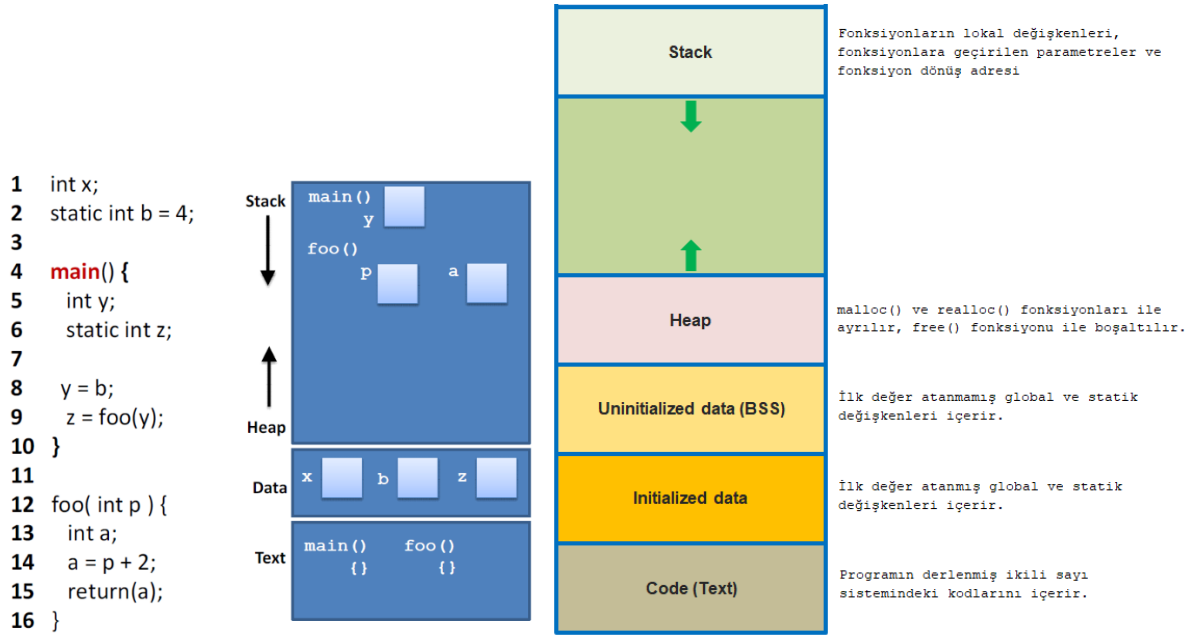 1 int x;
2 static int b = 4;
3
4 main() {
5 int y;
6 static int z;
7
8 y = b;
9 z = foo(y);
10 }
11
12 foo( int p ) {
13 int a;
14 a = p + 2;
15 return(a);
16 }
Stack
Heap
Data
Text
main()
y
foo()
p a
x b z
main() foo()
{} {}
Stack
Heap
Uninitialized data (BSS)
Initialized data
Code (Text)
Fonksiyonların lokal değişkenleri,
fonksiyonlara geçirilen parametreler ve
fonksiyon dönüş adresi
malloc() ve realloc() fonksiyonları ile
ayrılır, free() fonksiyonu ile boşaltılır.
İlk değer atanmamış global ve statik
değişkenleri içerir.
İlk değer atanmış global ve statik
değişkenleri içerir.
Programın derlenmiş ikili sayı
sistemindeki kodlarını içerir.